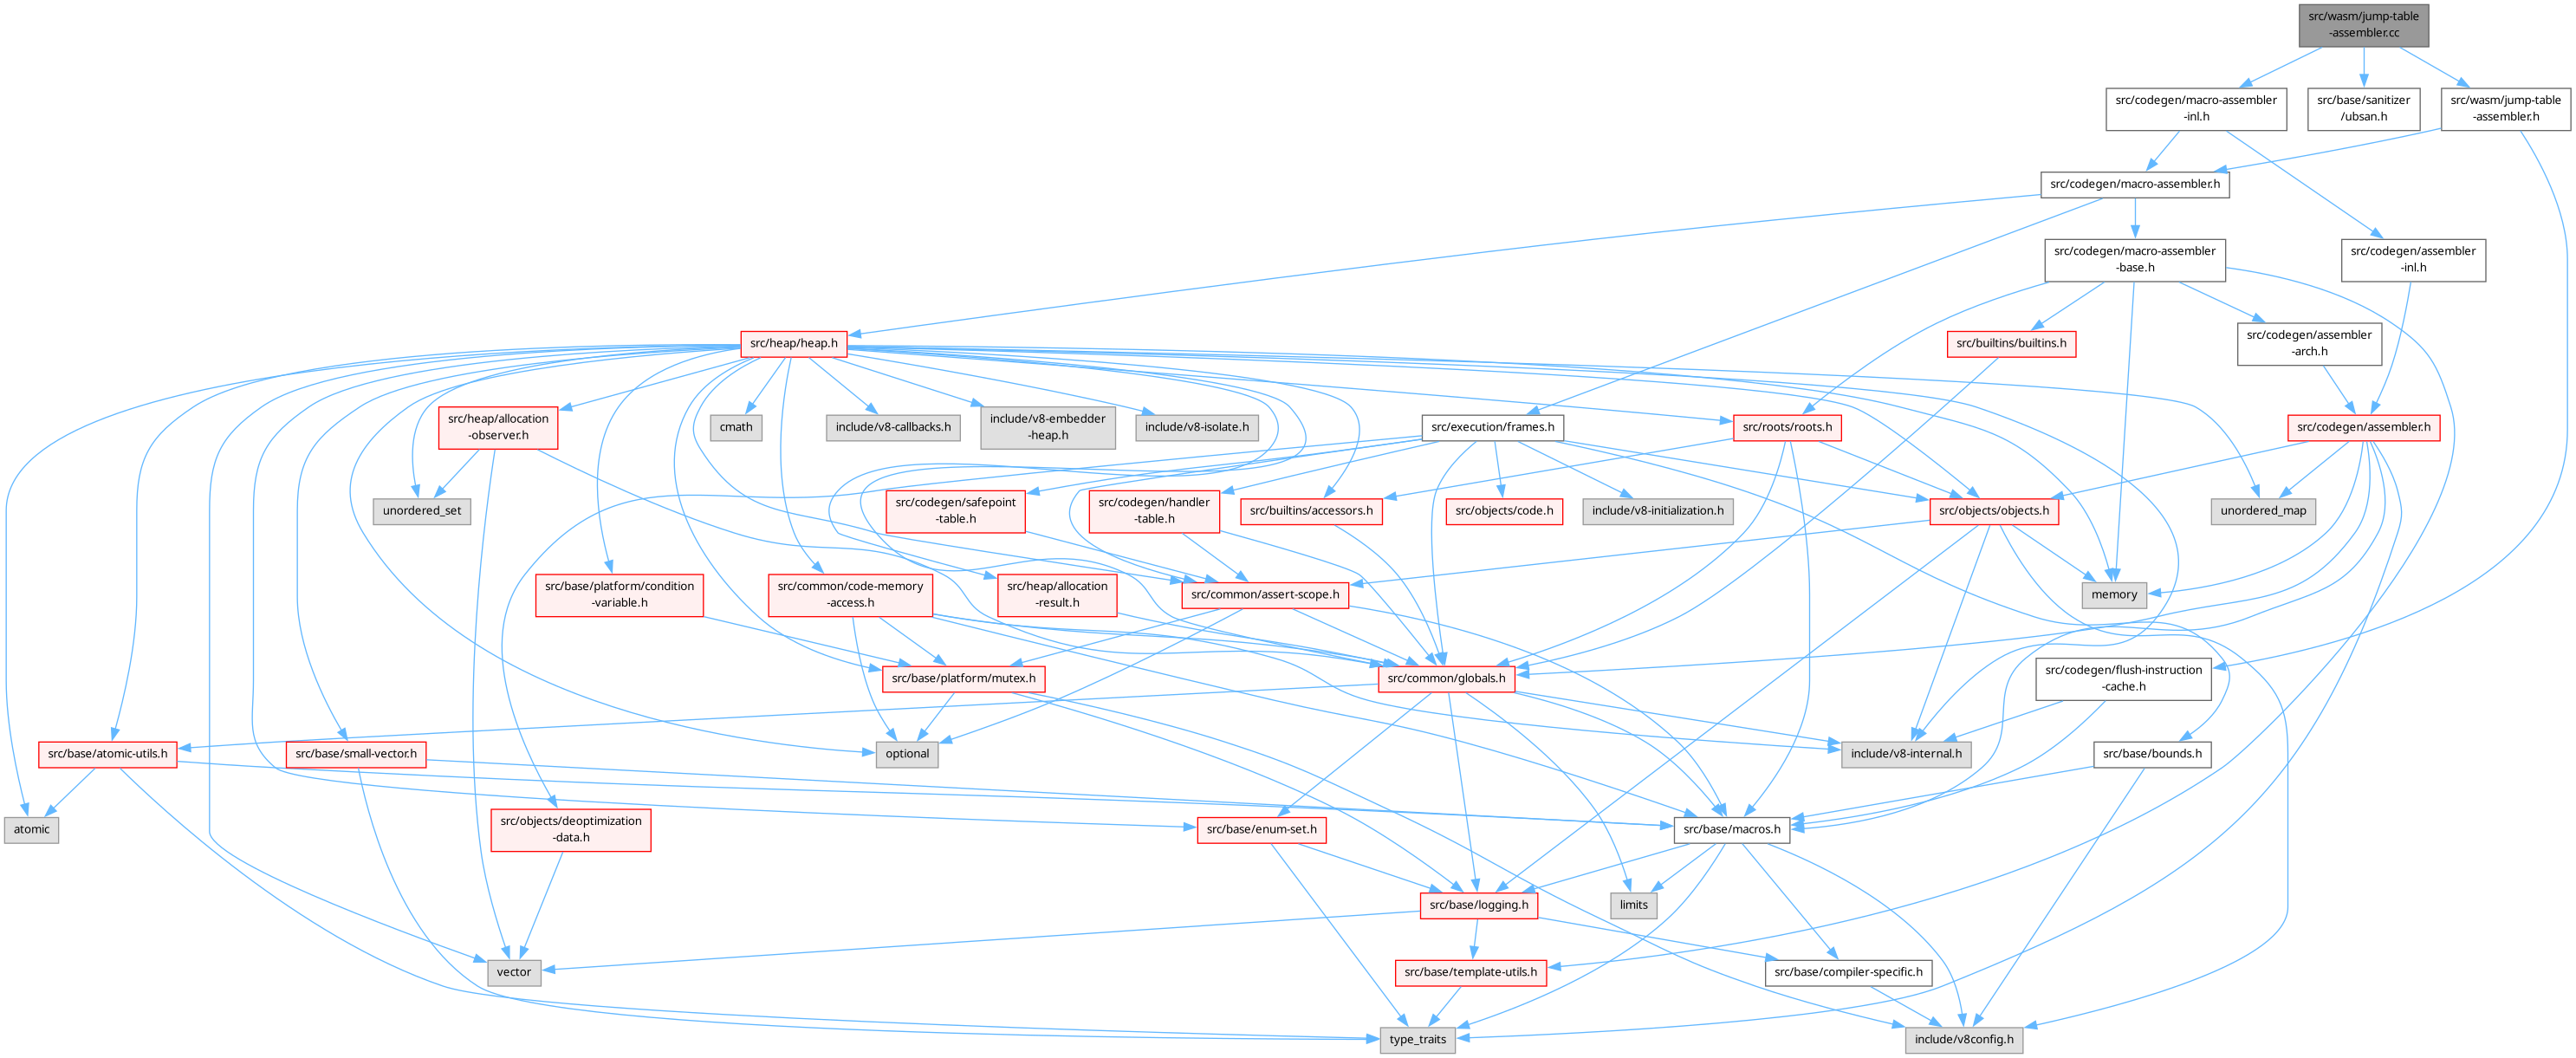 src/wasm/jump-table
-assembler.cc
src/codegen/macro-assembler
-inl.h
src/base/sanitizer
/ubsan.h
src/wasm/jump-table
-assembler.h
src/codegen/macro-assembler.h
src/codegen/macro-assembler
-base.h
src/codegen/assembler
-inl.h
src/heap/heap.h
src/builtins/builtins.h
src/codegen/assembler
-arch.h
src/heap/allocation
-observer.h
cmath
include/v8-callbacks.h
include/v8-embedder
-heap.h
include/v8-isolate.h
src/execution/frames.h
src/roots/roots.h
src/codegen/assembler.h
unordered_set
src/codegen/safepoint
-table.h
src/codegen/handler
-table.h
src/builtins/accessors.h
src/objects/code.h
include/v8-initialization.h
src/objects/objects.h
unordered_map
src/base/platform/condition
-variable.h
src/common/code-memory
-access.h
src/heap/allocation
-result.h
src/common/assert-scope.h
memory
src/base/platform/mutex.h
src/common/globals.h
src/codegen/flush-instruction
-cache.h
src/base/atomic-utils.h
src/base/small-vector.h
optional
include/v8-internal.h
src/base/bounds.h
atomic
src/objects/deoptimization
-data.h
src/base/enum-set.h
src/base/macros.h
src/base/logging.h
limits
vector
src/base/template-utils.h
src/base/compiler-specific.h
type_traits
include/v8config.h